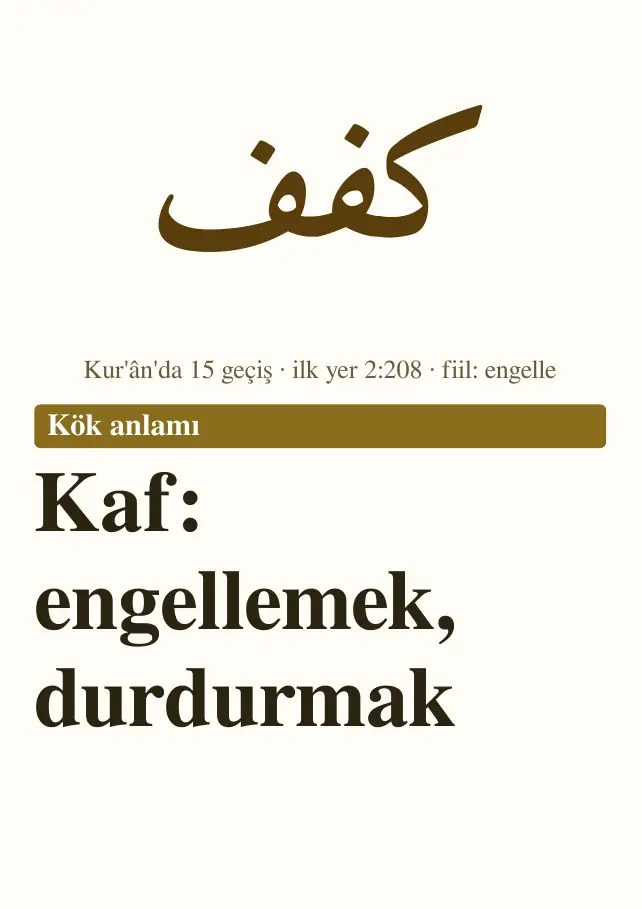 كفف
Kur'ân'da 15 geçiş · ilk yer 2:208 · fiil: engelle
Kök anlamı
Kaf:
engellemek,
durdurmak